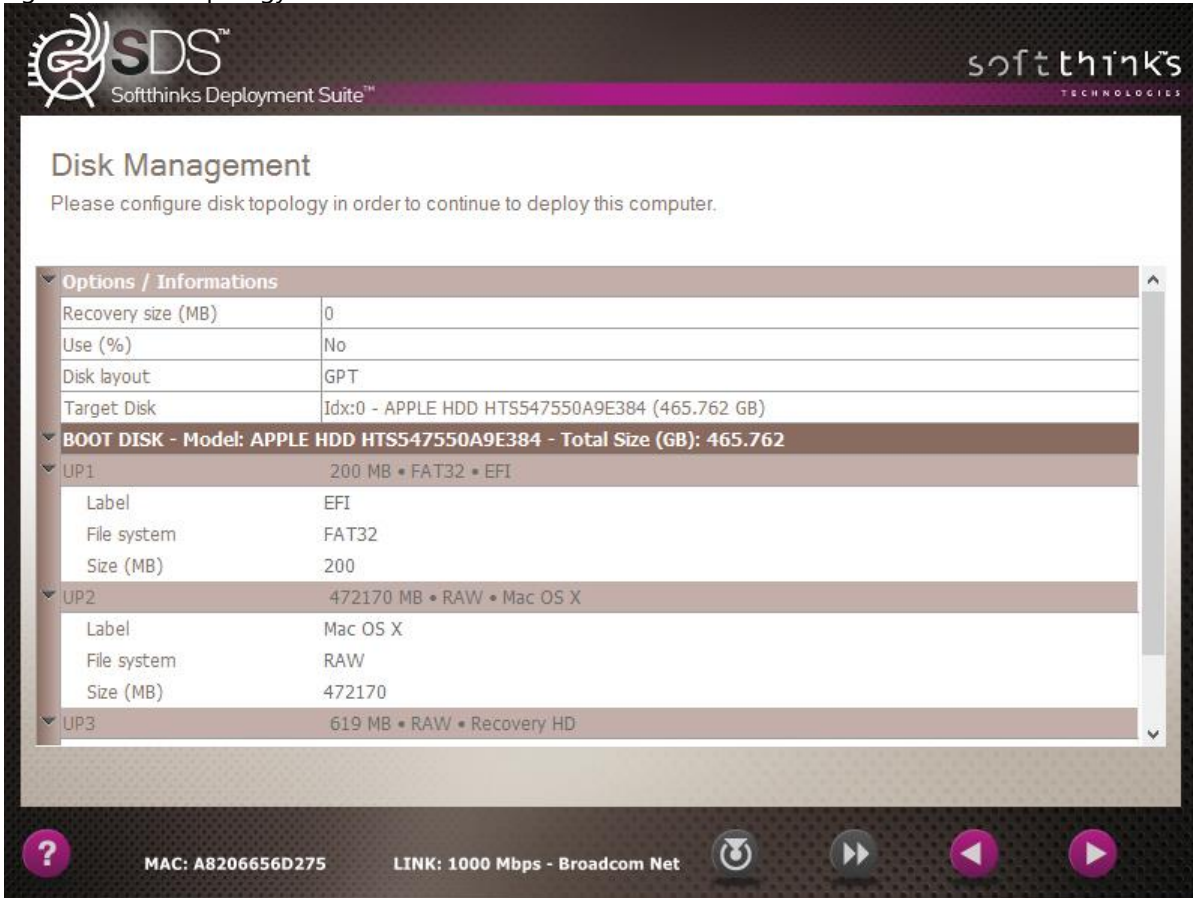 SDS™
Softthinks Deployment Suite™
softthinks
TECHNOLOGIES
Disk Management
Please configure disk topology in order to continue to deploy this computer.
Options / Informations
Recovery size (MB) 0
Use (%) No
Disk layout GPT
Target Disk Idx:0 - APPLE HDD HTS547550A9E384 (465.762 GB)
BOOT DISK - Model: APPLE HDD HTS547550A9E384 - Total Size (GB): 465.762
UP1 200 MB • FAT32 • EFI
Label EFI
File system FAT32
Size (MB) 200
UP2 472170 MB • RAW • Mac OS X
Label Mac OS X
File system RAW
Size (MB) 472170
UP3 619 MB • RAW • Recovery HD
? MAC: A8206656D275 LINK: 1000 Mbps - Broadcom Net